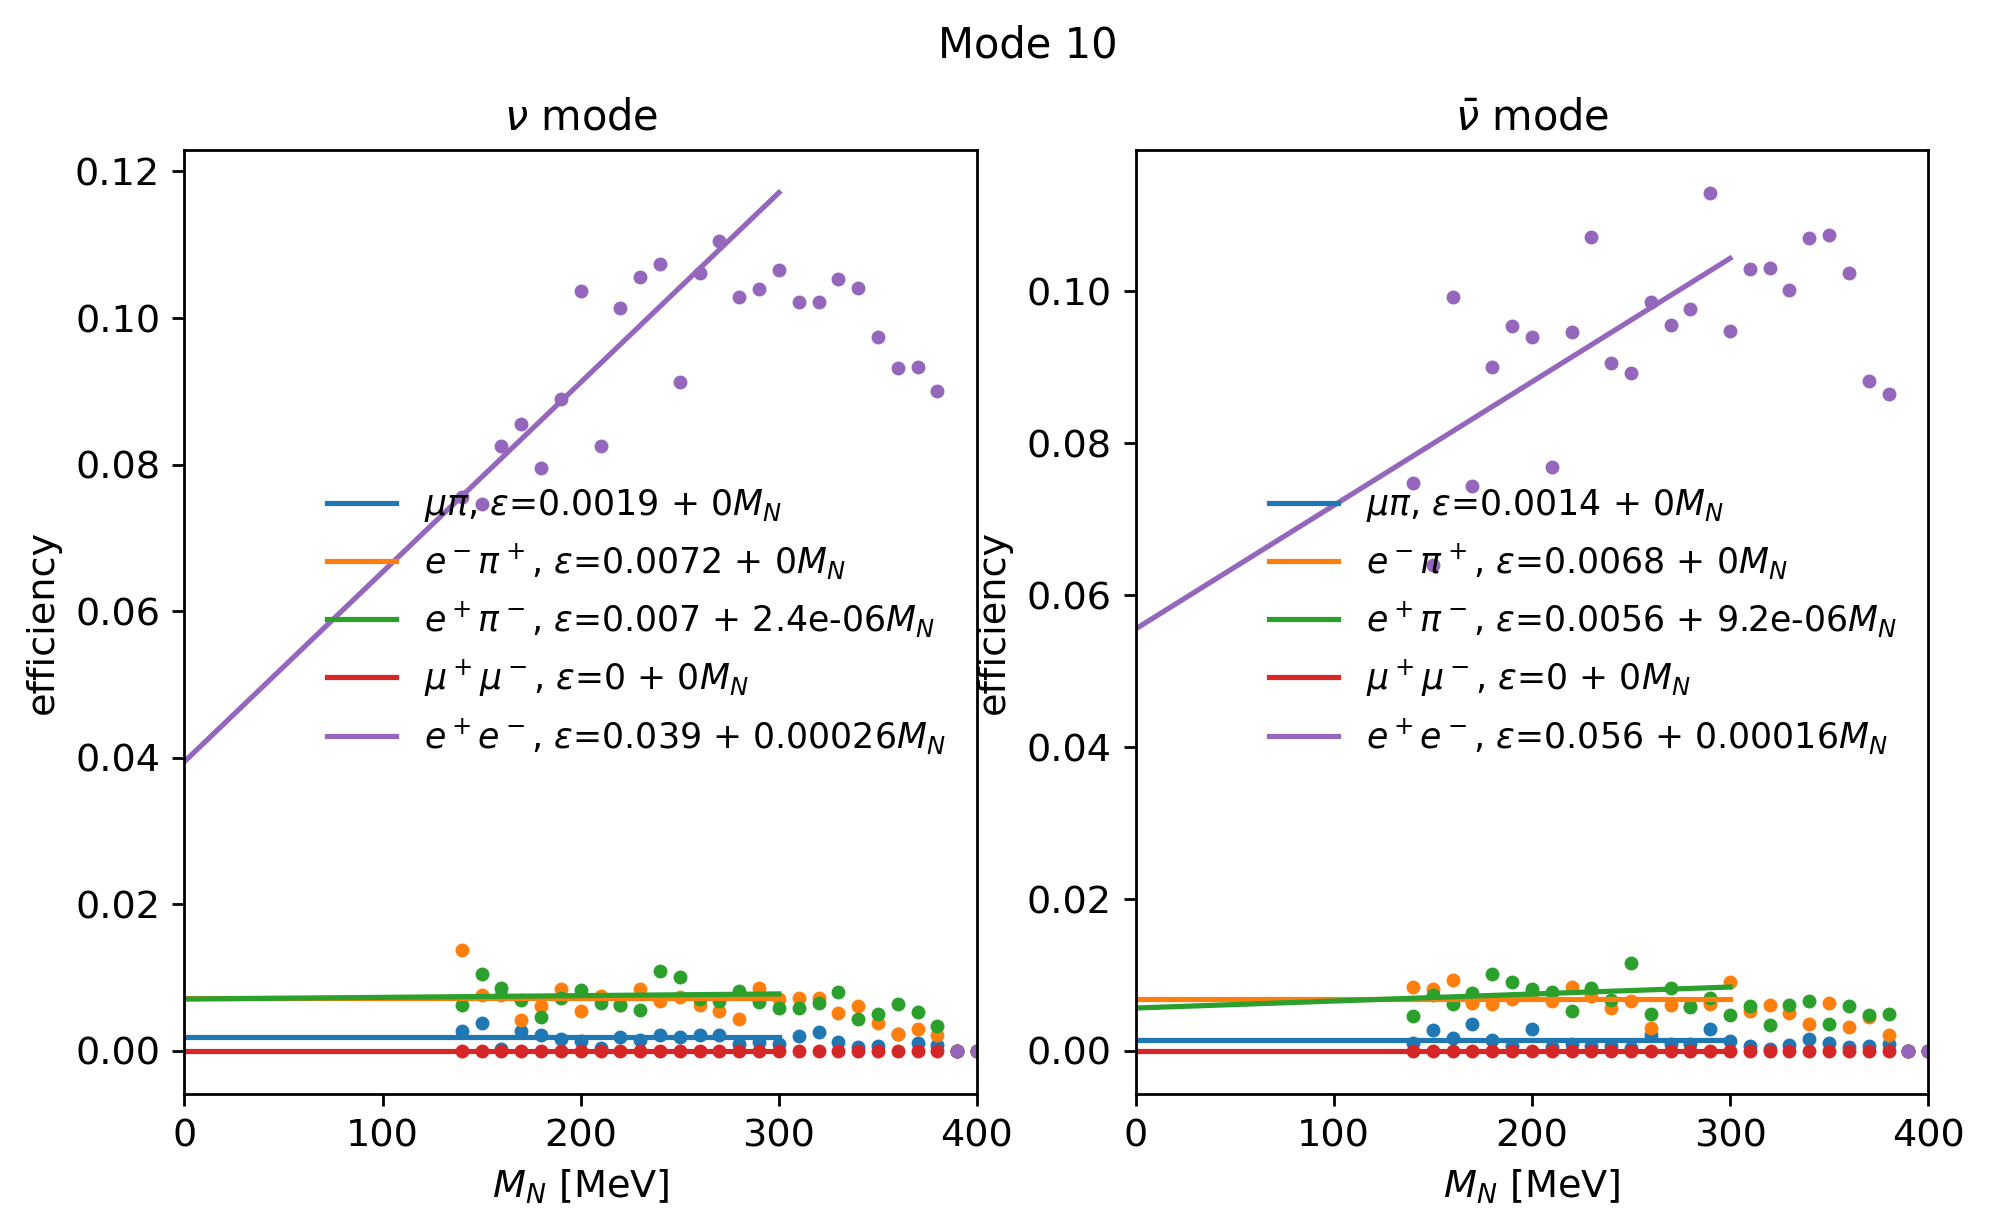 Mode 10
ν mode
0.12
0.10
0.08
0.06
0.04
0.02
0.00
efficiency
μπ, ε=0.0019 + 0M_N
e⁻π⁺, ε=0.0072 + 0M_N
e⁺π⁻, ε=0.007 + 2.4e-06M_N
μ⁺μ⁻, ε=0 + 0M_N
e⁺e⁻, ε=0.039 + 0.00026M_N
0 100 200 300 400
M_N [MeV]
ν̄ mode
0.10
0.08
0.06
0.04
0.02
0.00
efficiency
μπ, ε=0.0014 + 0M_N
e⁻π⁺, ε=0.0068 + 0M_N
e⁺π⁻, ε=0.0056 + 9.2e-06M_N
μ⁺μ⁻, ε=0 + 0M_N
e⁺e⁻, ε=0.056 + 0.00016M_N
0 100 200 300 400
M_N [MeV]